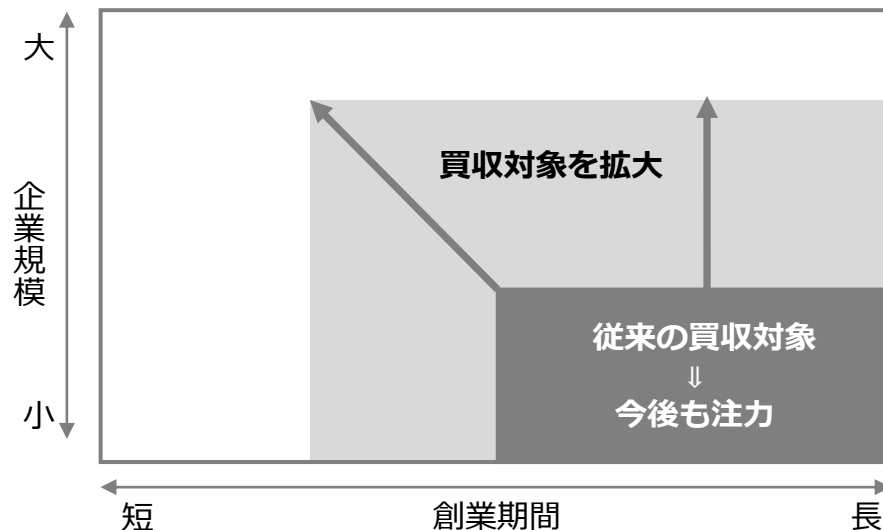 大
企業規模
小
買収対象を拡大
従来の買収対象
⇓
今後も注力
短
創業期間
長